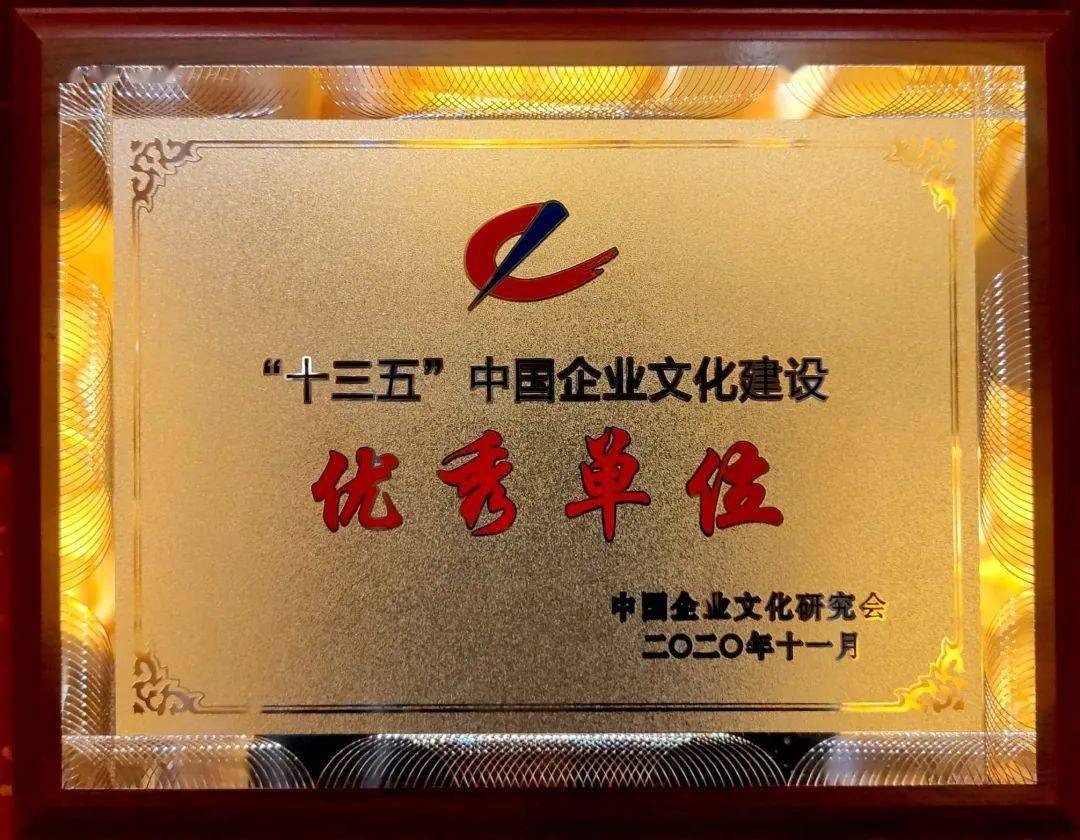 “十三五”中国企业文化建设
优秀单位
中国企业文化研究会
二〇二〇年十一月